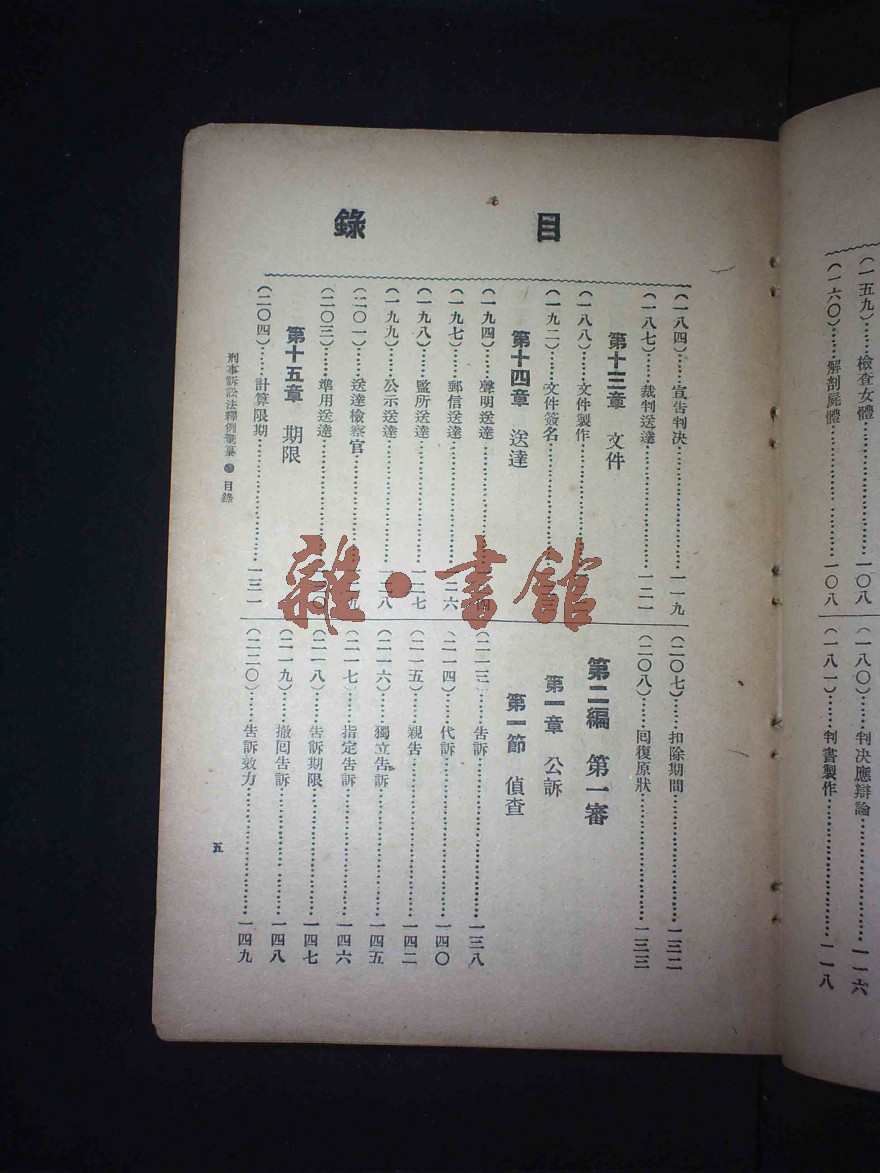 目錄
（一八四）……宣告判決……一一九
（一八七）……裁判送達……一二一
第十三章 文件
（一八八）……文件製作
（一九二）……文件簽名
第十四章 送達
（一九四）……聲明送達
（一九七）……郵信送達……二六
（一九八）……監所送達……一二七
（一九九）……公示送達……一二八
（二〇一）……送達檢察官
（二〇三）……準用送達
第十五章 期限
（二〇四）……計算限期……一三一
（二〇七）……扣除期間……一三二
（二〇八）……回復原狀……一三三
第二編 第一審
第一章 公訴
第一節 偵查
（二一三）……告訴……一三八
（二一四）……代訴……一四〇
（二一五）……親告……一四二
（二一六）……獨立告訴……一四五
（二一七）……指定告訴……一四六
（二一八）……告訴期限……一四七
（二一九）……撤回告訴……一四八
（二二〇）……告訴效力……一四九
刑事訴訟法釋例彙纂 目錄
五
（一五九）……檢查女體……一〇八
（一六〇）……解剖屍體……一〇八
（一八〇）……判決應辯論……一一六
（一八一）……判書製作……一一八
雜·書館